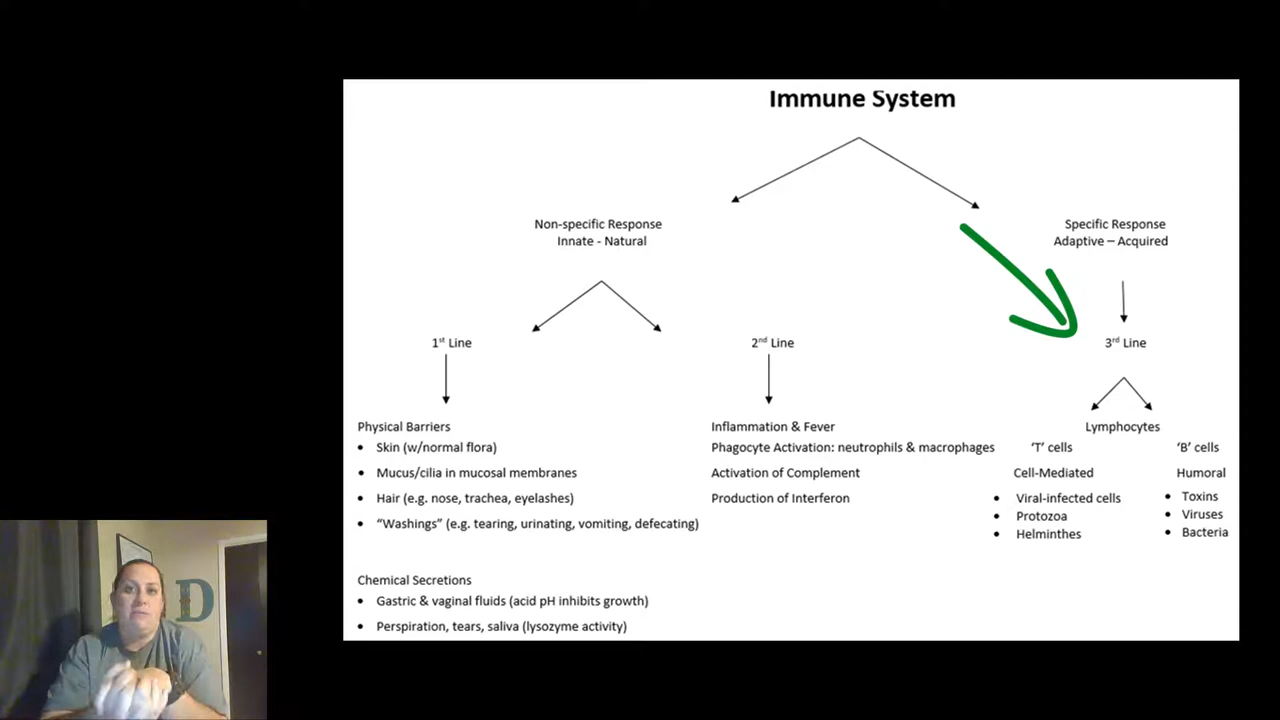 Immune System
Non-specific Response
Innate - Natural
Specific Response
Adaptive – Acquired
1st Line
2nd Line
3rd Line
Physical Barriers
• Skin (w/normal flora)
• Mucus/cilia in mucosal membranes
• Hair (e.g. nose, trachea, eyelashes)
• “Washings” (e.g. tearing, urinating, vomiting, defecating)
Chemical Secretions
• Gastric & vaginal fluids (acid pH inhibits growth)
• Perspiration, tears, saliva (lysozyme activity)
Inflammation & Fever
Phagocyte Activation: neutrophils & macrophages
Activation of Complement
Production of Interferon
Lymphocytes
‘T’ cells
Cell-Mediated
• Viral-infected cells
• Protozoa
• Helminthes
‘B’ cells
Humoral
• Toxins
• Viruses
• Bacteria
D